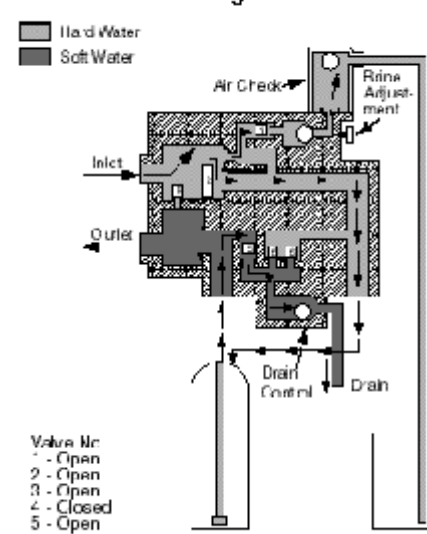 Hard Water
Soft Water
Air Check
Brine
Adjust-
ment
Inlet
Outlet
Drain
Control
Drain
Valve No
1 - Open
2 - Open
3 - Open
4 - Closed
5 - Open